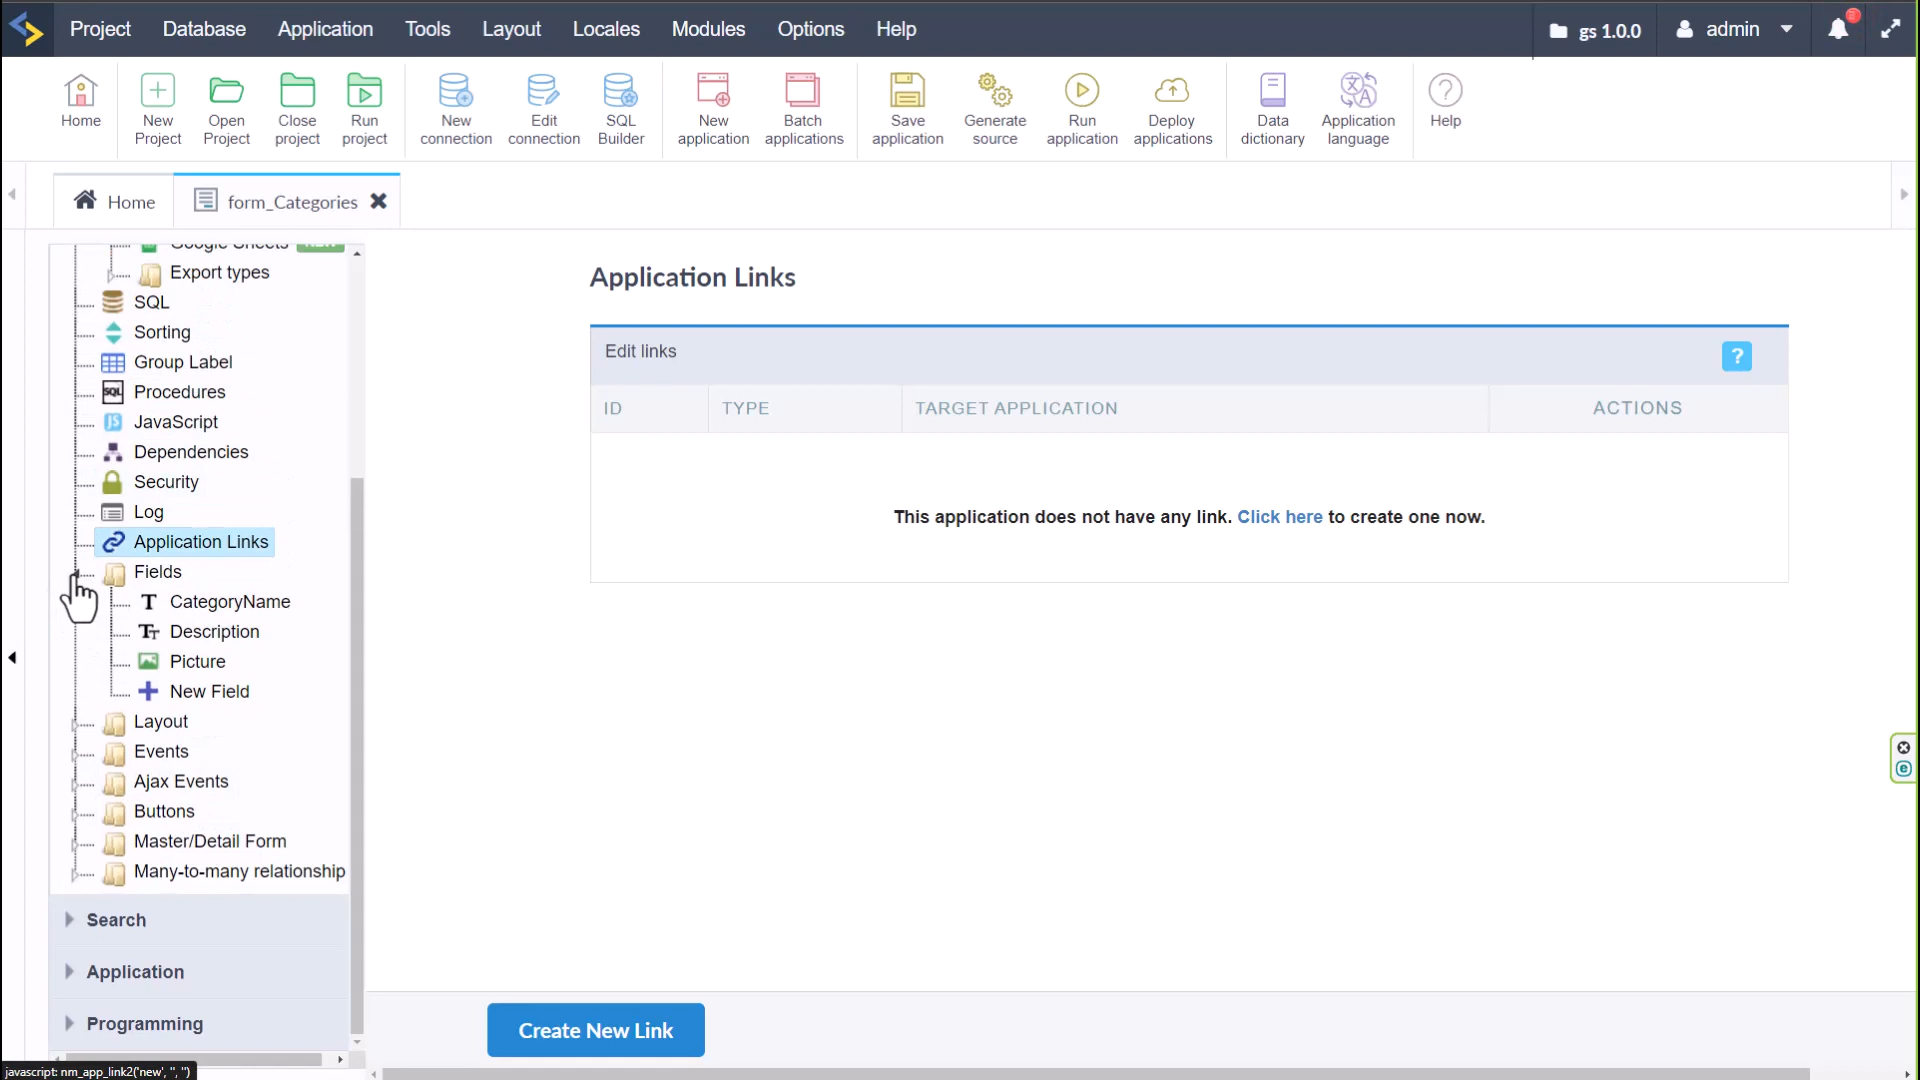 Project Database Application Tools Layout Locales Modules Options Help gs 1.0.0 admin
Home New Project Open Project Close project Run project New connection Edit connection SQL Builder New application Batch applications Save application Generate source Run application Deploy applications Data dictionary Application language Help
Home form_Categories
Google Sheets NEW
Export types
SQL
Sorting
Group Label
Procedures
JavaScript
Dependencies
Security
Log
Application Links
Fields
CategoryName
Description
Picture
New Field
Layout
Events
Ajax Events
Buttons
Master/Detail Form
Many-to-many relationship
Search
Application
Programming
Application Links
Edit links ?
ID TYPE TARGET APPLICATION ACTIONS
This application does not have any link. Click here to create one now.
Create New Link
javascript: nm_app_link2('new', '', '')